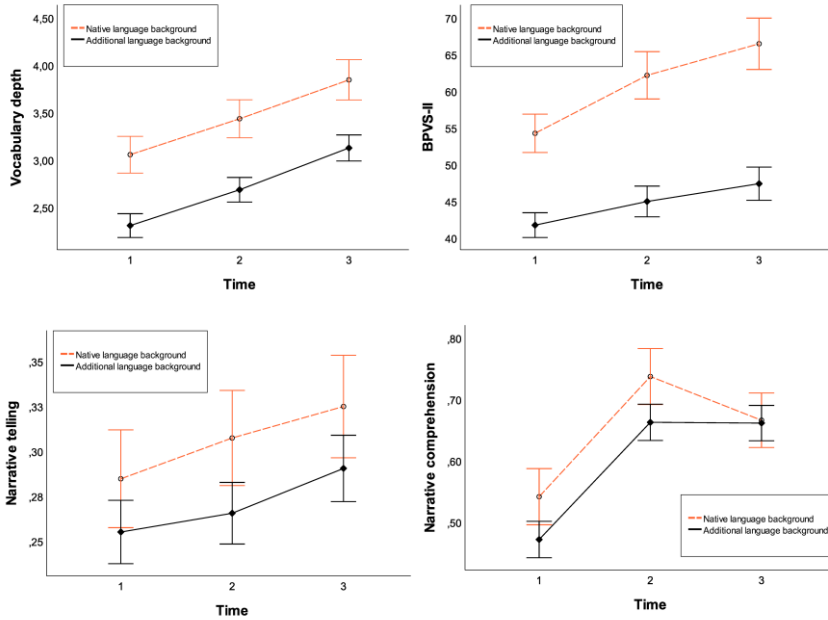 4,50
Native language background
Additional language background
4,00
3,50
3,00
2,50
Vocabulary depth
1 2 3
Time
70
Native language background
Additional language background
65
60
55
50
45
40
BPVS-II
1 2 3
Time
Native language background
Additional language background
,35
,33
,30
,28
,25
Narrative telling
1 2 3
Time
,80
,70
,60
,50
Narrative comprehension
Native language background
Additional language background
1 2 3
Time